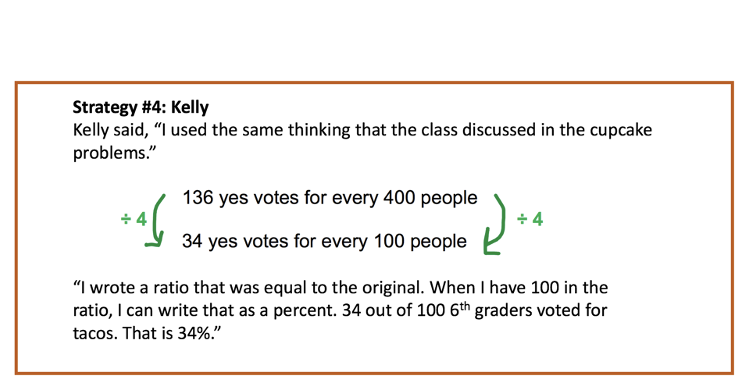 Strategy #4: Kelly
Kelly said, “I used the same thinking that the class discussed in the cupcake
problems.”
136 yes votes for every 400 people
÷ 4 ÷ 4
34 yes votes for every 100 people
“I wrote a ratio that was equal to the original. When I have 100 in the
ratio, I can write that as a percent. 34 out of 100 6th graders voted for
tacos. That is 34%.”